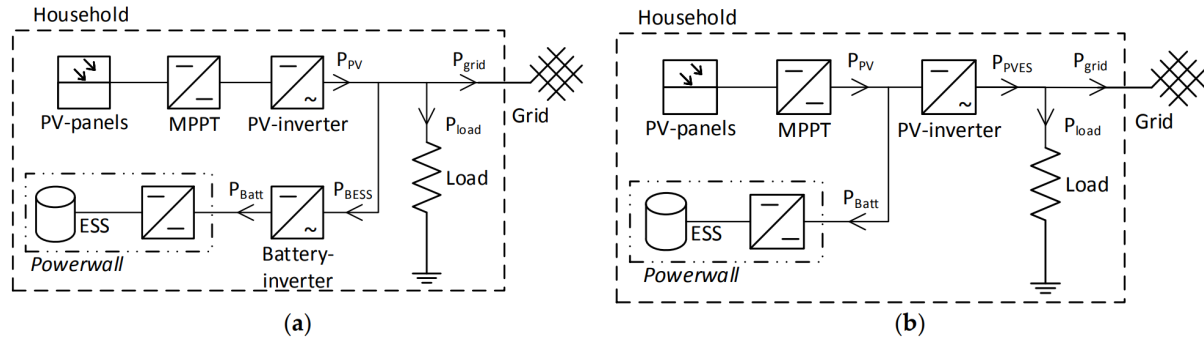 Household
P_PV
P_grid
PV-panels
MPPT
PV-inverter
Grid
P_load
Load
P_Batt
P_BESS
ESS
Powerwall
Battery-
inverter
(a)
Household
P_PV
P_PVES
P_grid
PV-panels
MPPT
PV-inverter
Grid
P_load
Load
P_Batt
ESS
Powerwall
(b)